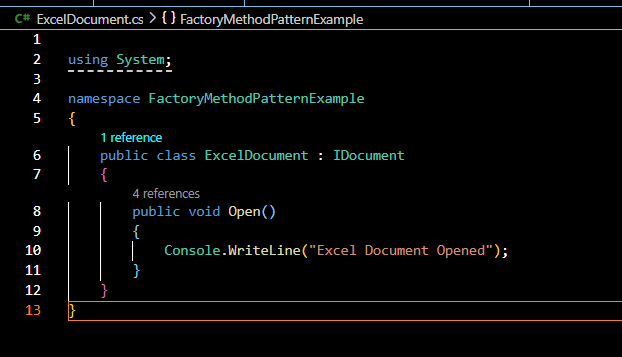 C# ExcelDocument.cs > { } FactoryMethodPatternExample
1
2 using System;
3
4 namespace FactoryMethodPatternExample
5 {
1 reference
6 public class ExcelDocument : IDocument
7 {
4 references
8 public void Open()
9 {
10 Console.WriteLine("Excel Document Opened");
11 }
12 }
13 }